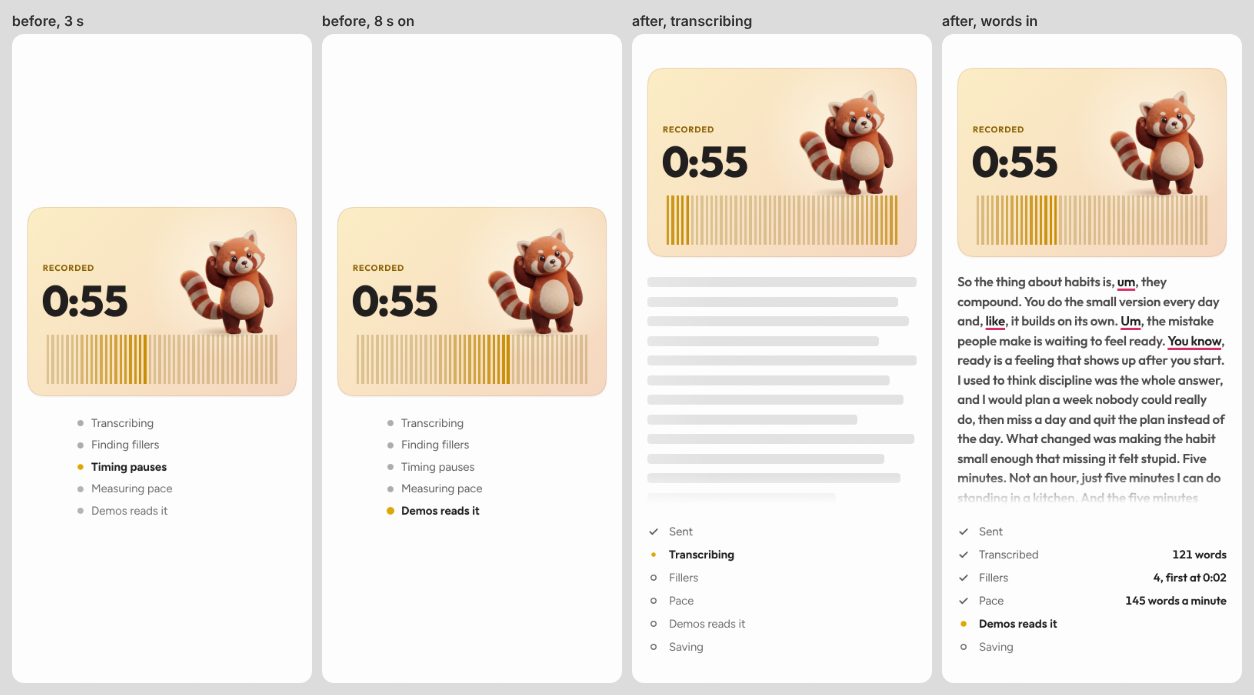 before, 3 s
RECORDED
0:55
Transcribing
Finding fillers
Timing pauses
Measuring pace
Demos reads it
before, 8 s on
RECORDED
0:55
Transcribing
Finding fillers
Timing pauses
Measuring pace
Demos reads it
after, transcribing
RECORDED
0:55
Sent
Transcribing
Fillers
Pace
Demos reads it
Saving
after, words in
RECORDED
0:55
So the thing about habits is, um, they
compound. You do the small version every day
and, like, it builds on its own. Um, the mistake
people make is waiting to feel ready. You know,
ready is a feeling that shows up after you start.
I used to think discipline was the whole answer,
and I would plan a week nobody could really
do, then miss a day and quit the plan instead of
the day. What changed was making the habit
small enough that missing it felt stupid. Five
minutes. Not an hour, just five minutes I can do
standing in a kitchen. And the five minutes
Sent
Transcribed 121 words
Fillers 4, first at 0:02
Pace 145 words a minute
Demos reads it
Saving